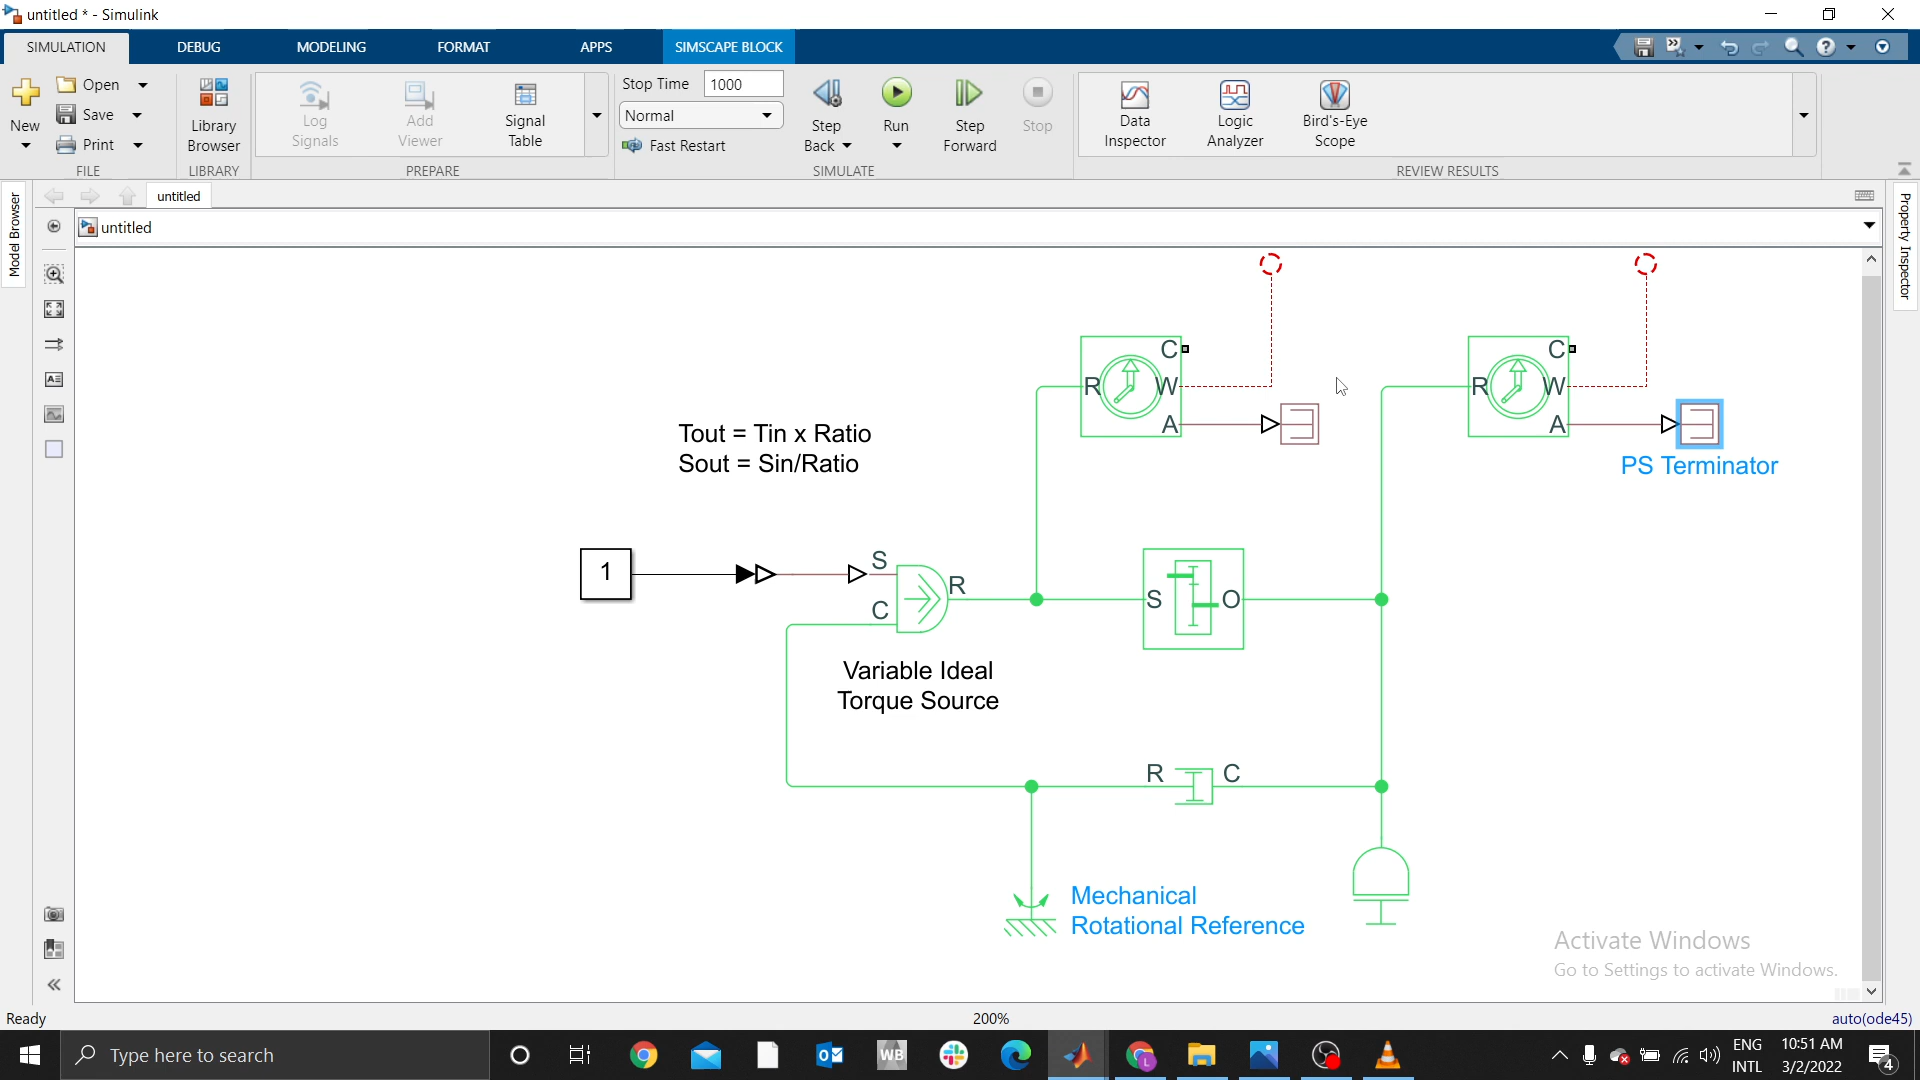 untitled * - Simulink
SIMULATION DEBUG MODELING FORMAT APPS SIMSCAPE BLOCK
New
Open
Save
Print
FILE
Library
Browser
LIBRARY
Log
Signals
Add
Viewer
Signal
Table
PREPARE
Stop Time 1000
Normal
Fast Restart
Step
Back
Run
Step
Forward
Stop
SIMULATE
Data
Inspector
Logic
Analyzer
Bird's-Eye
Scope
REVIEW RESULTS
Model Browser
untitled
untitled
Property Inspector
C
R W
A
C
R W
A
PS Terminator
Tout = Tin x Ratio
Sout = Sin/Ratio
1
S
C
R
S O
Variable Ideal
Torque Source
R C
Mechanical
Rotational Reference
Activate Windows
Go to Settings to activate Windows.
Ready 200% auto(ode45)
Type here to search
WB
L
ENG
INTL
10:51 AM
3/2/2022
4